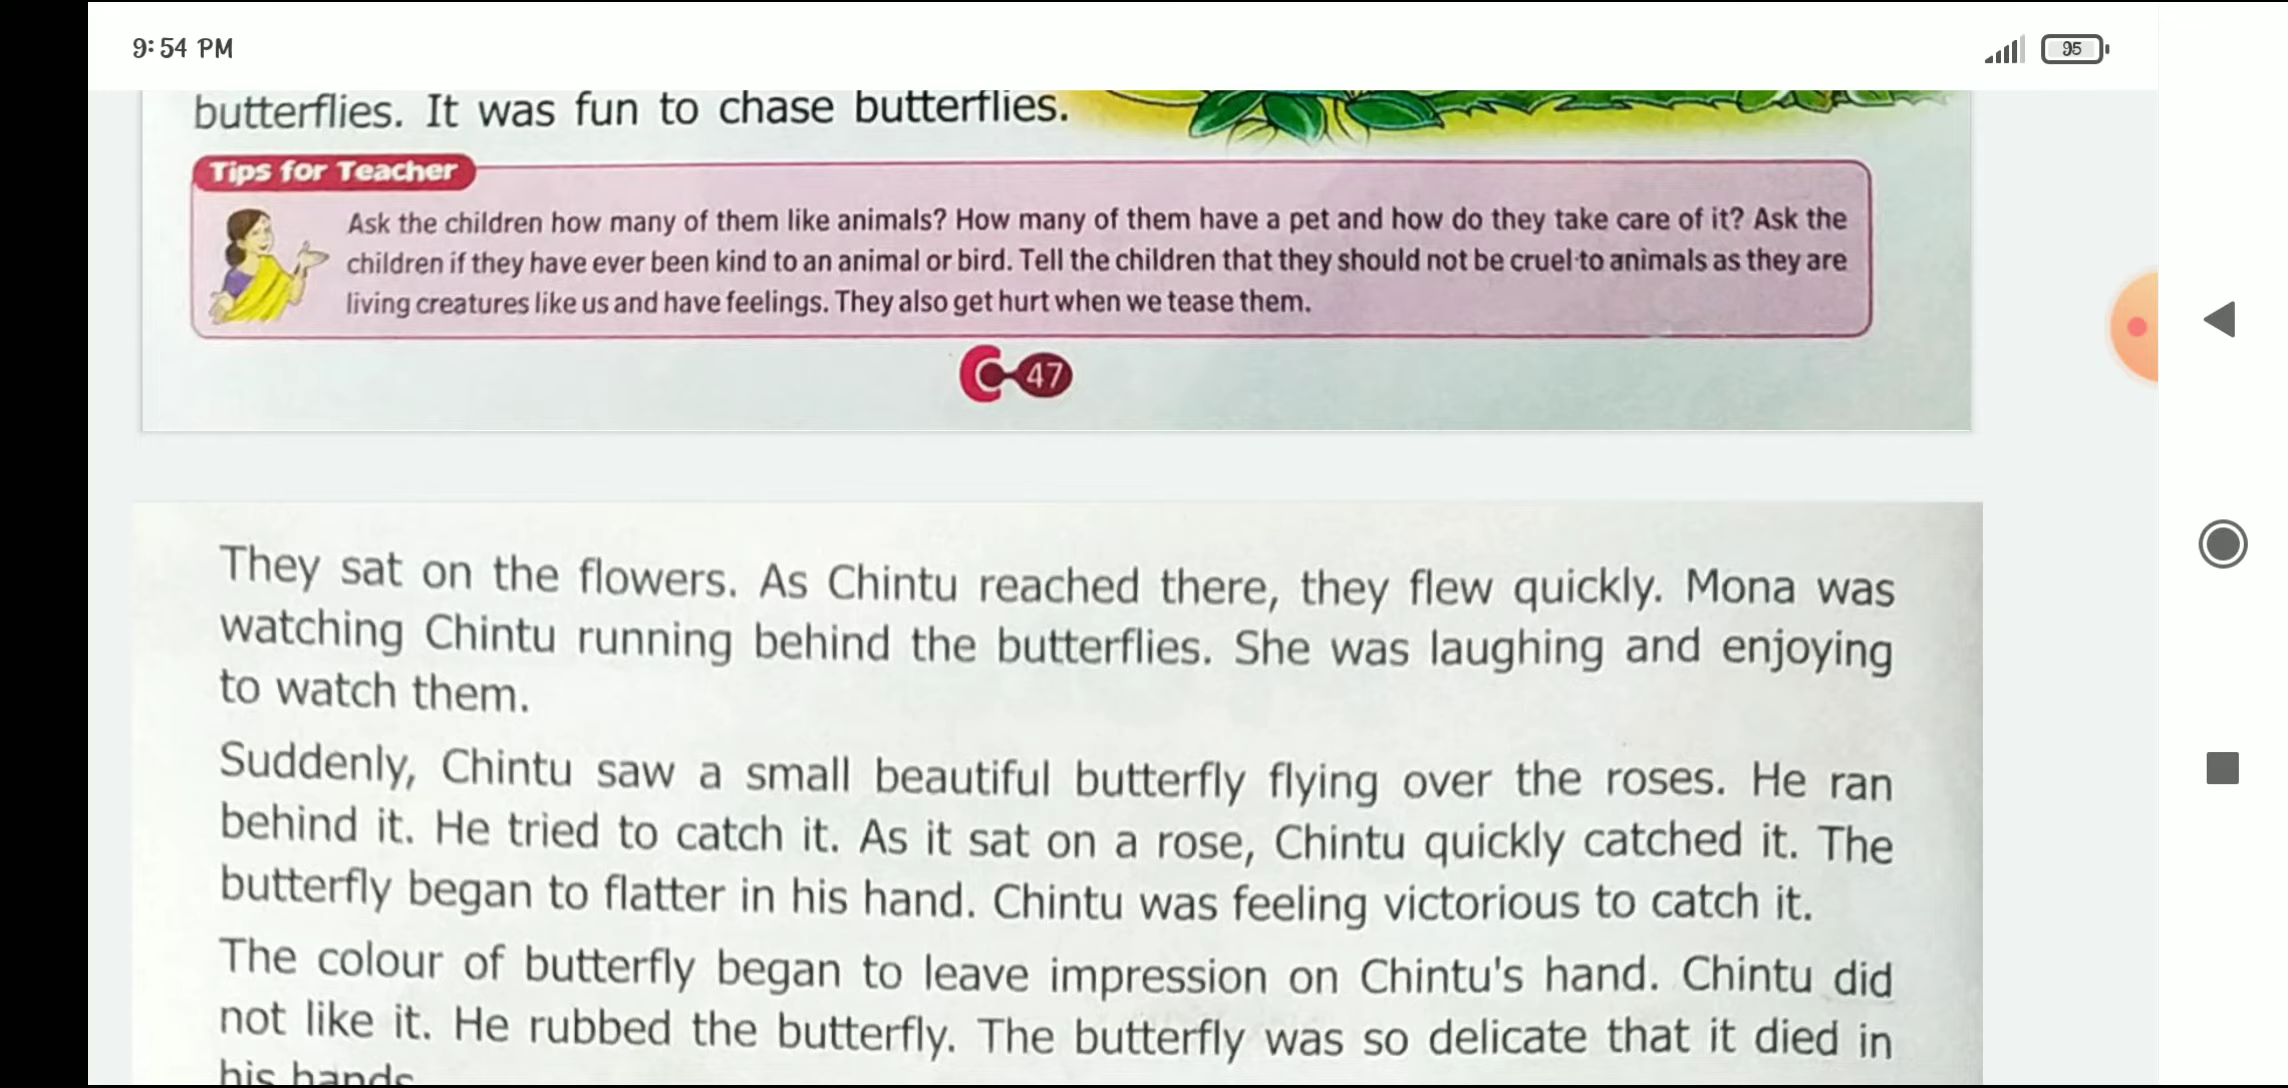 9:54 PM
95
butterflies. It was fun to chase butterflies.
Tips for Teacher
Ask the children how many of them like animals? How many of them have a pet and how do they take care of it? Ask the
children if they have ever been kind to an animal or bird. Tell the children that they should not be cruel to animals as they are
living creatures like us and have feelings. They also get hurt when we tease them.
47
They sat on the flowers. As Chintu reached there, they flew quickly. Mona was
watching Chintu running behind the butterflies. She was laughing and enjoying
to watch them.
Suddenly, Chintu saw a small beautiful butterfly flying over the roses. He ran
behind it. He tried to catch it. As it sat on a rose, Chintu quickly catched it. The
butterfly began to flatter in his hand. Chintu was feeling victorious to catch it.
The colour of butterfly began to leave impression on Chintu's hand. Chintu did
not like it. He rubbed the butterfly. The butterfly was so delicate that it died in
his hands